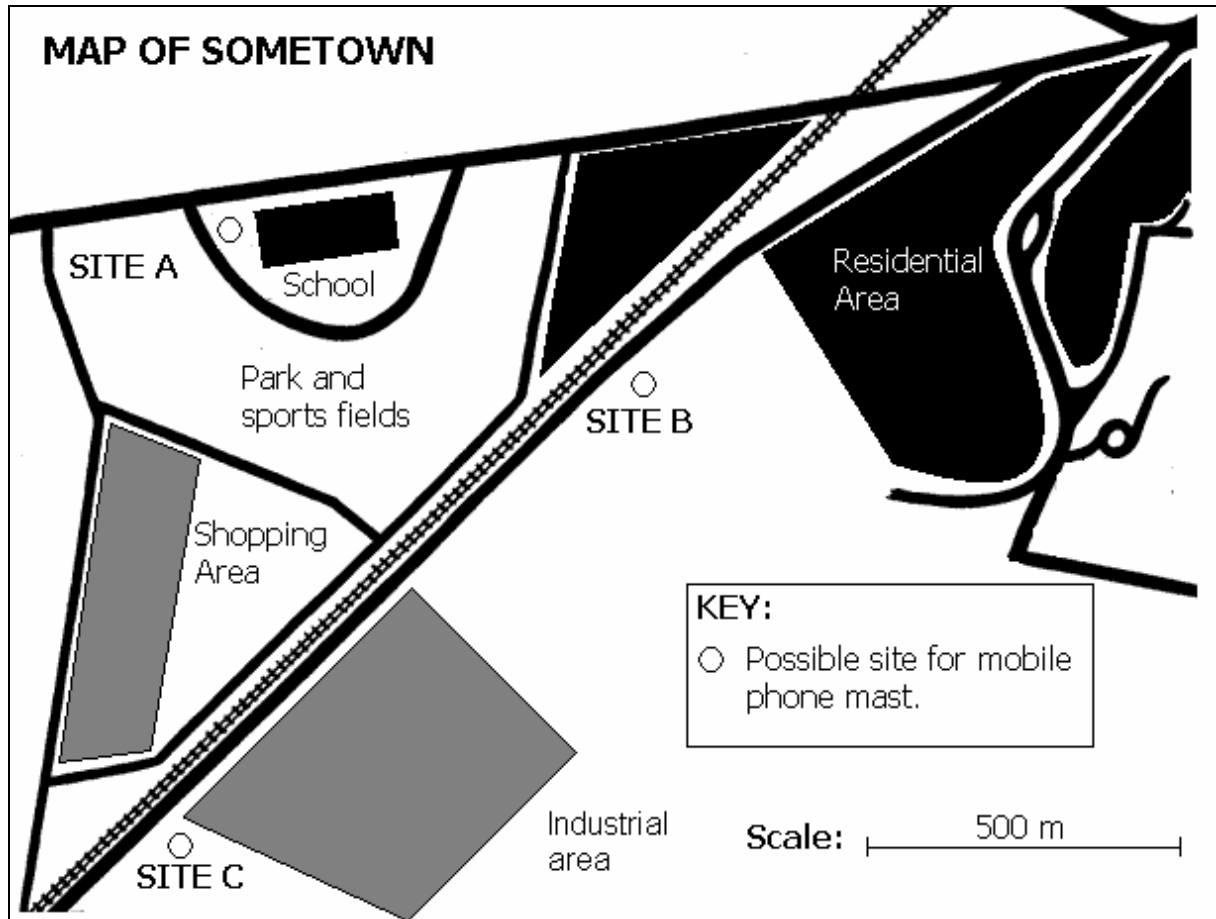 MAP OF SOMETOWN
SITE A
School
Residential
Area
Park and
sports fields
SITE B
Shopping
Area
KEY:
Possible site for mobile
phone mast.
Industrial
area
Scale:
500 m
SITE C